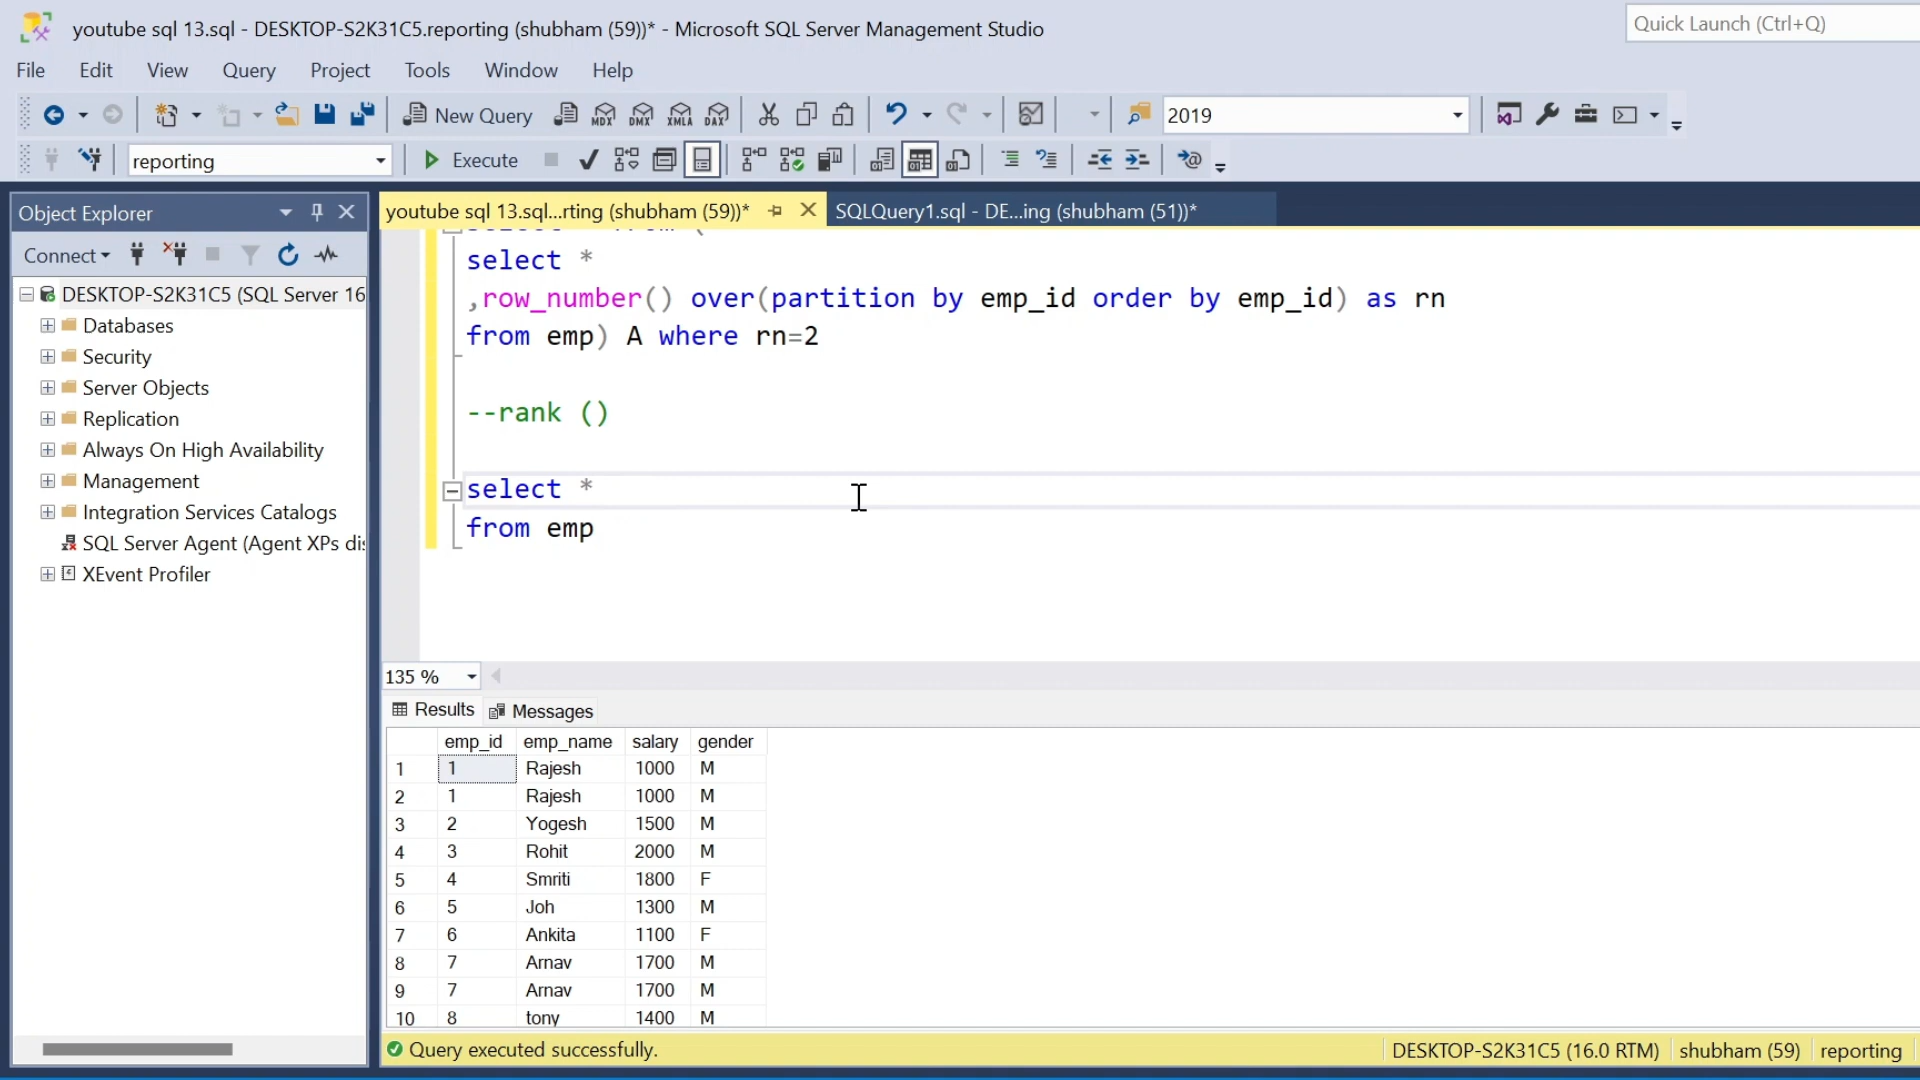 youtube sql 13.sql - DESKTOP-S2K31C5.reporting (shubham (59))* - Microsoft SQL Server Management Studio
Quick Launch (Ctrl+Q)
File Edit View Query Project Tools Window Help
New Query MDX DMX XMLA DAX 2019
reporting Execute
Object Explorer
youtube sql 13.sql...rting (shubham (59))*
SQLQuery1.sql - DE...ing (shubham (51))*
Connect
DESKTOP-S2K31C5 (SQL Server 16
Databases
Security
Server Objects
Replication
Always On High Availability
Management
Integration Services Catalogs
SQL Server Agent (Agent XPs dis
XEvent Profiler
select *
,row_number() over(partition by emp_id order by emp_id) as rn
from emp) A where rn=2
--rank ()
select *
from emp
135 %
Results Messages
emp_id emp_name salary gender
1 1 Rajesh 1000 M
2 1 Rajesh 1000 M
3 2 Yogesh 1500 M
4 3 Rohit 2000 M
5 4 Smriti 1800 F
6 5 Joh 1300 M
7 6 Ankita 1100 F
8 7 Arnav 1700 M
9 7 Arnav 1700 M
10 8 tony 1400 M
Query executed successfully.
DESKTOP-S2K31C5 (16.0 RTM) shubham (59) reporting